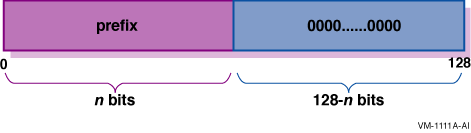 prefix 0000......0000
0 128
n bits 128-n bits
VM-1111A-AI